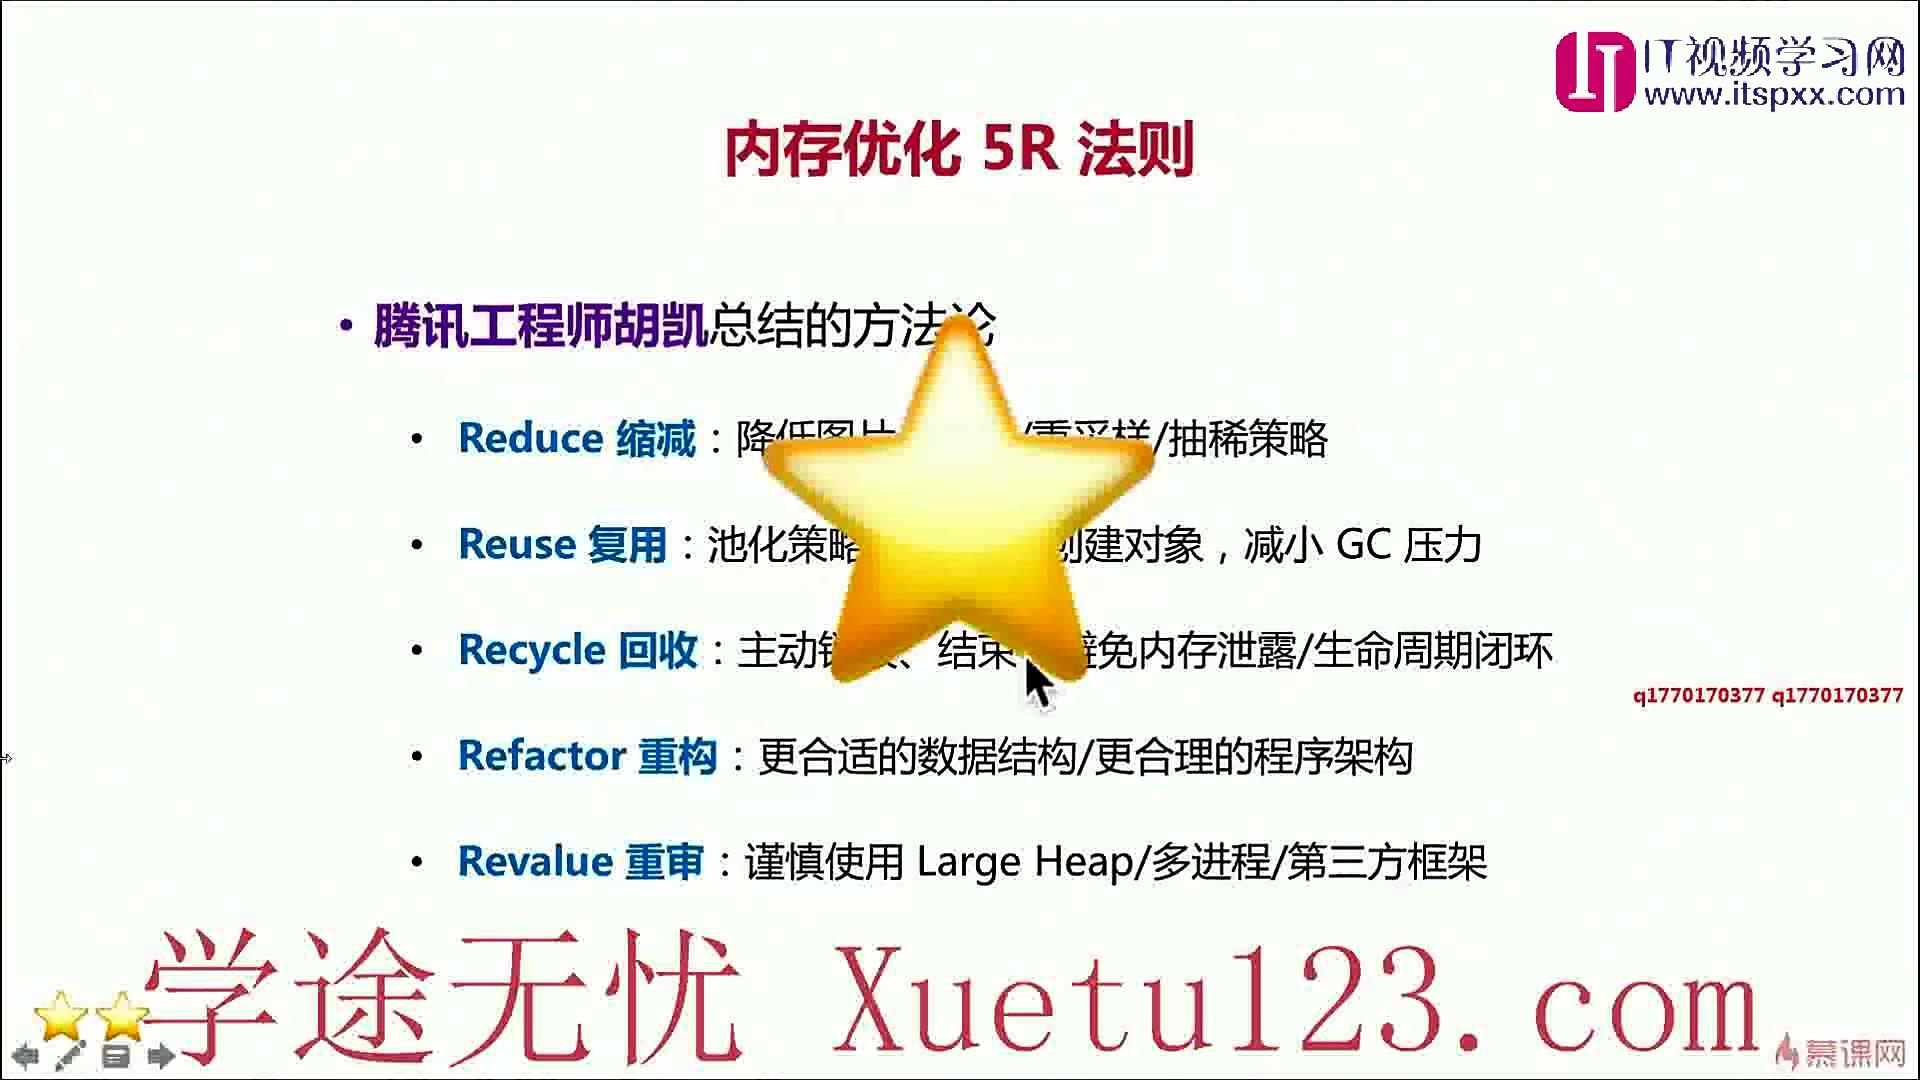 IT视频学习网
www.itspxx.com
内存优化 5R 法则
• 腾讯工程师胡凯总结的方法论
• Reduce 缩减：降低图片 /重采样/抽稀策略
• Reuse 复用：池化策略 创建对象，减小 GC 压力
• Recycle 回收：主动 、结束 避免内存泄露/生命周期闭环
q1770170377 q1770170377
• Refactor 重构：更合适的数据结构/更合理的程序架构
• Revalue 重审：谨慎使用 Large Heap/多进程/第三方框架
学途无忧 Xuetu123.com
慕课网